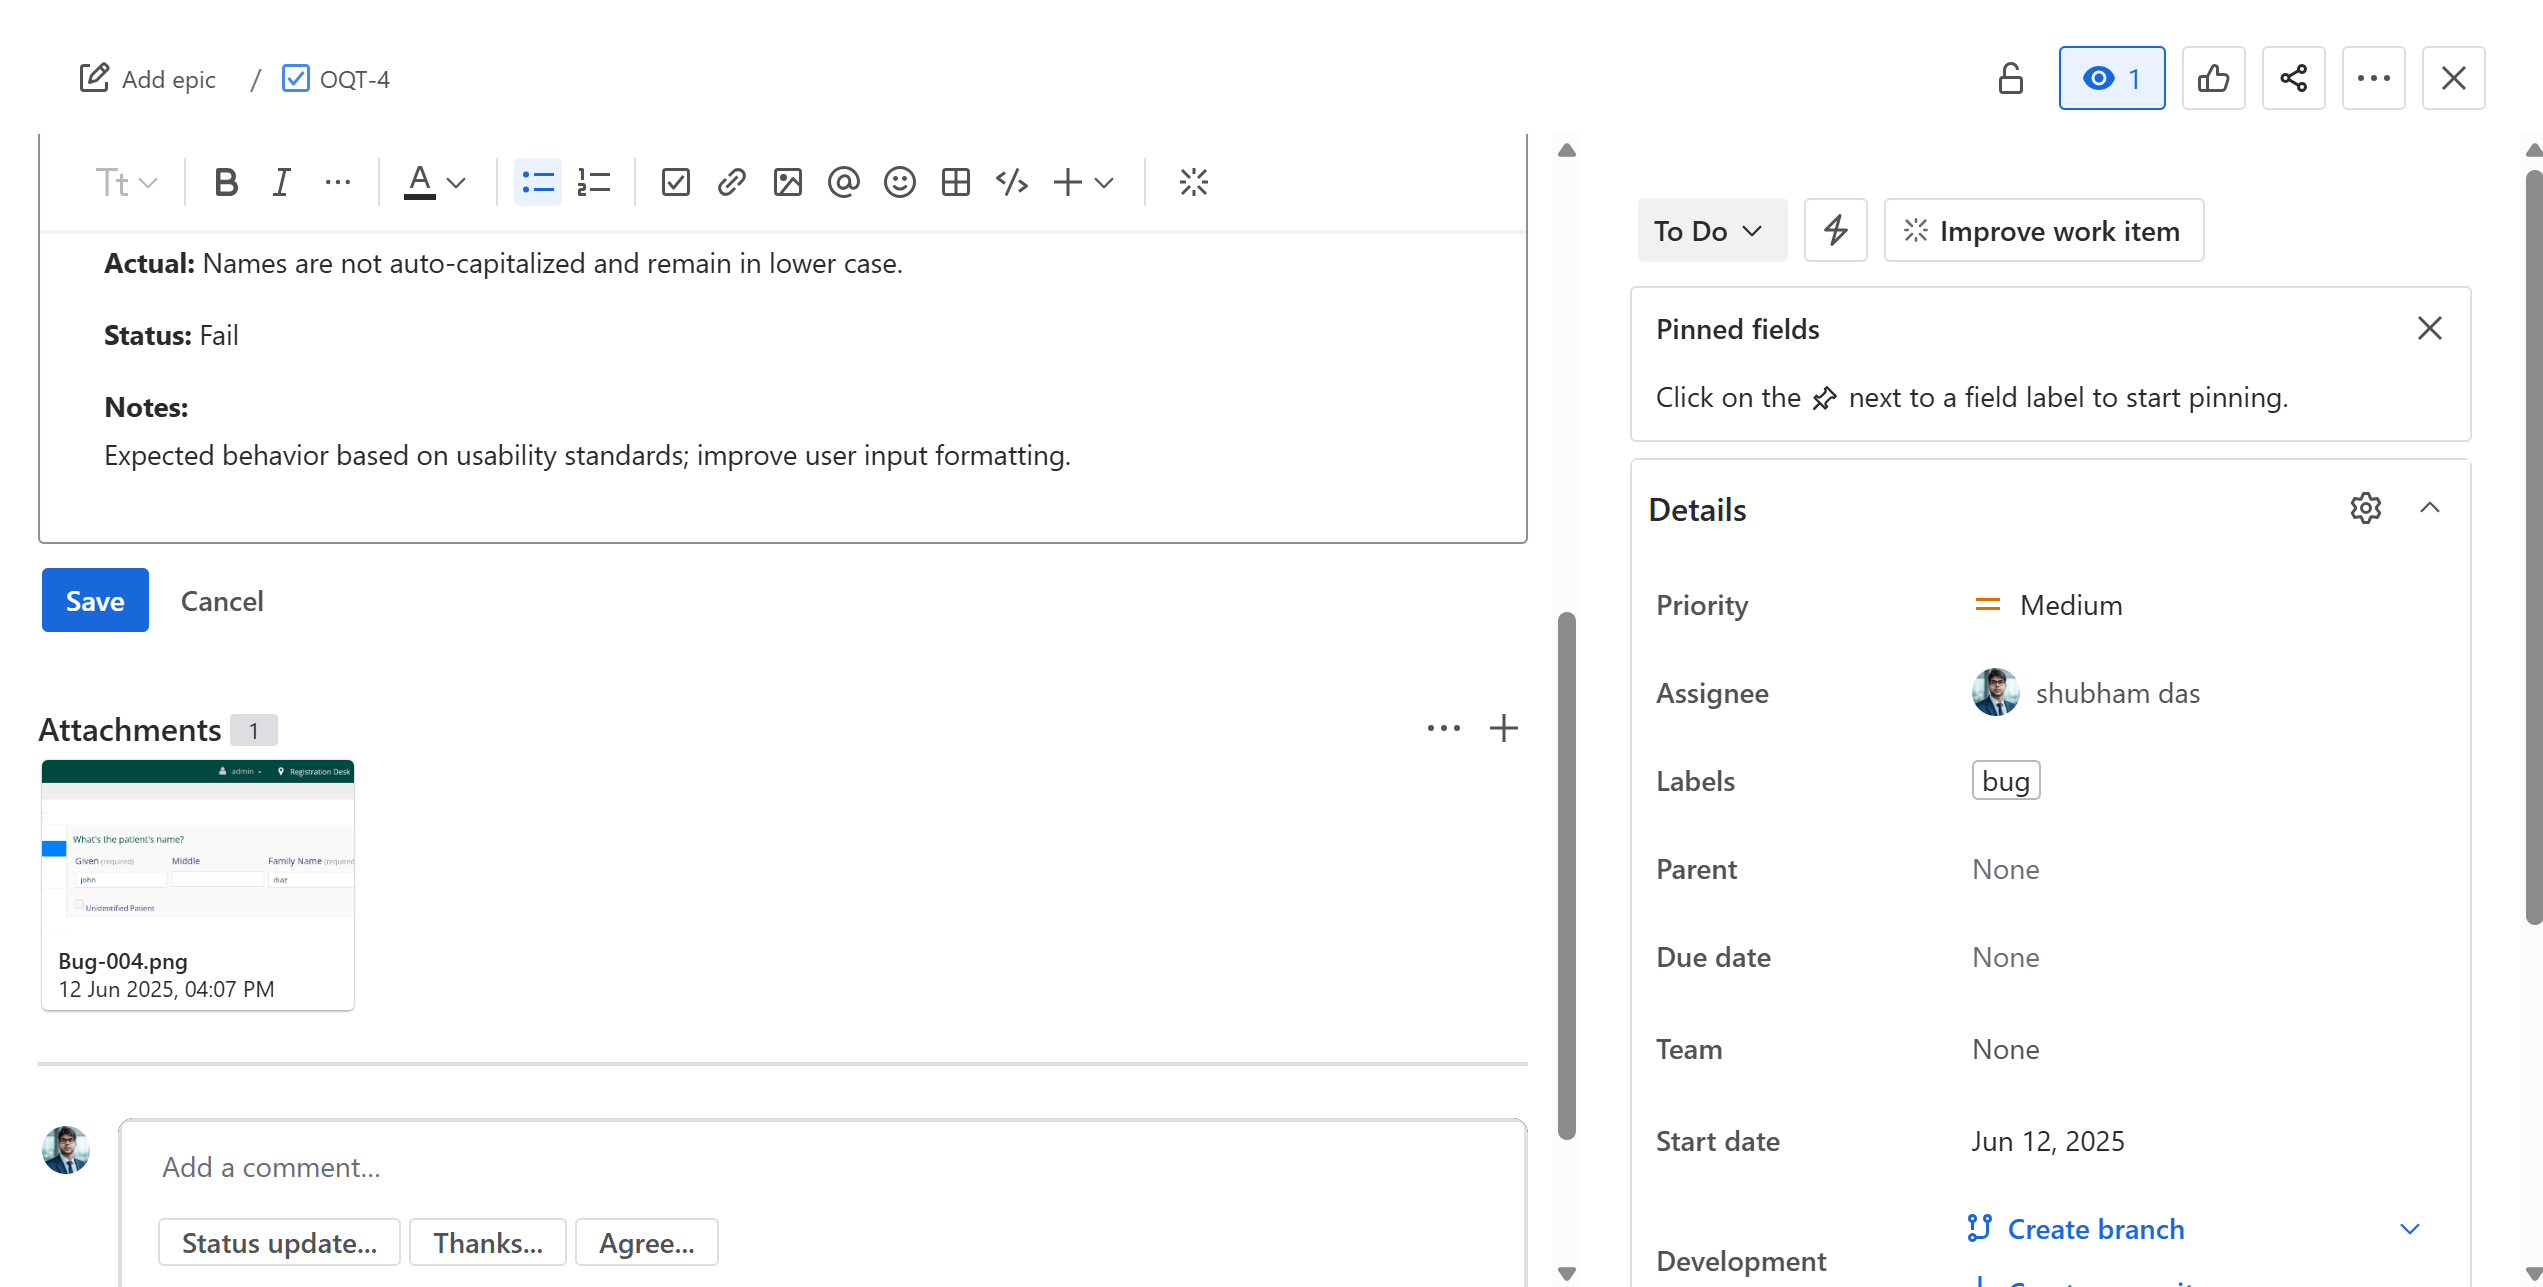 Add epic / OQT-4
1
Tt B I ... A
Actual: Names are not auto-capitalized and remain in lower case.
Status: Fail
Notes:
Expected behavior based on usability standards; improve user input formatting.
Save Cancel
Attachments 1
admin Registration Desk
What's the patient's name?
Given (required) Middle Family Name (required
john diaz
Unidentified Patient
Bug-004.png
12 Jun 2025, 04:07 PM
Add a comment...
Status update... Thanks... Agree...
To Do Improve work item
Pinned fields
Click on the next to a field label to start pinning.
Details
Priority Medium
Assignee shubham das
Labels bug
Parent None
Due date None
Team None
Start date Jun 12, 2025
Development Create branch